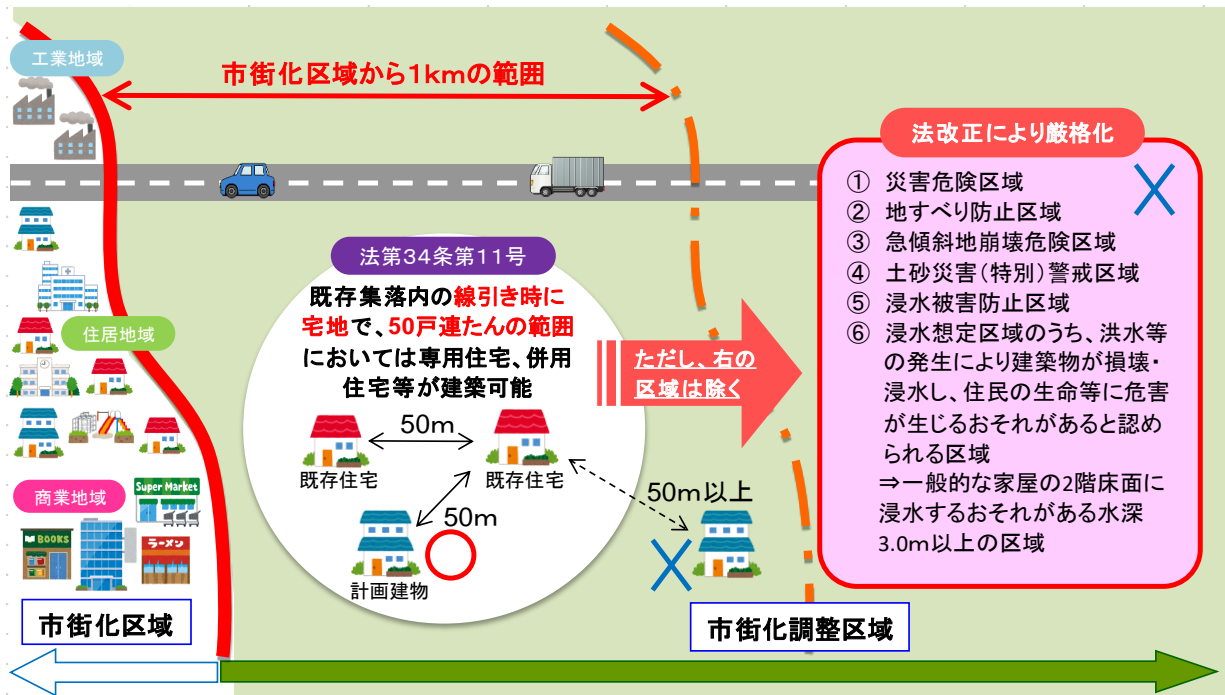 工業地域
市街化区域から1kmの範囲
法改正により厳格化
① 災害危険区域
② 地すべり防止区域
③ 急傾斜地崩壊危険区域
④ 土砂災害(特別)警戒区域
⑤ 浸水被害防止区域
⑥ 浸水想定区域のうち、洪水等
の発生により建築物が損壊・
浸水し、住民の生命等に危害
が生じるおそれがあると認め
られる区域
⇒一般的な家屋の2階床面に
浸水するおそれがある水深
3.0m以上の区域
法第34条第11号
既存集落内の線引き時に
宅地で、50戸連たんの範囲
においては専用住宅、併用
住宅等が建築可能
ただし、右の
区域は除く
住居地域
50m
既存住宅
既存住宅
50m
50m以上
計画建物
商業地域
Super Market
BOOKS
ラーメン
市街化区域
市街化調整区域